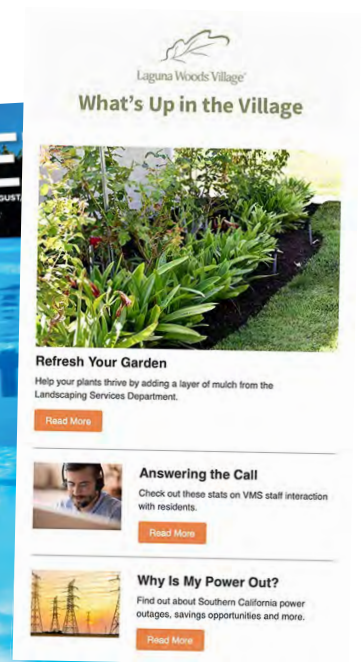 Laguna Woods Village®
What's Up in the Village
Refresh Your Garden
Help your plants thrive by adding a layer of mulch from the
Landscaping Services Department.
Read More
Answering the Call
Check out these stats on VMS staff interaction
with residents.
Read More
Why Is My Power Out?
Find out about Southern California power
outages, savings opportunities and more.
Read More